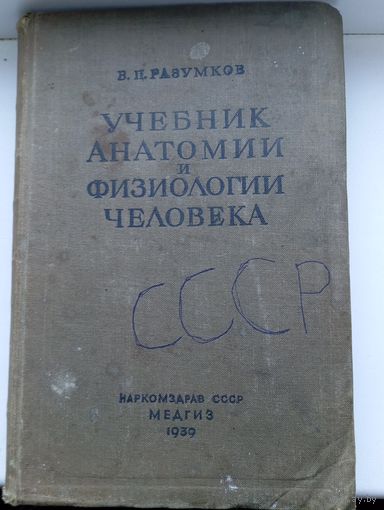 В. П. РАЗУМКОВ
УЧЕБНИК
АНАТОМИИ
И
ФИЗИОЛОГИИ
ЧЕЛОВЕКА
СССР
НАРКОМЗДРАВ СССР
МЕДГИЗ
1939